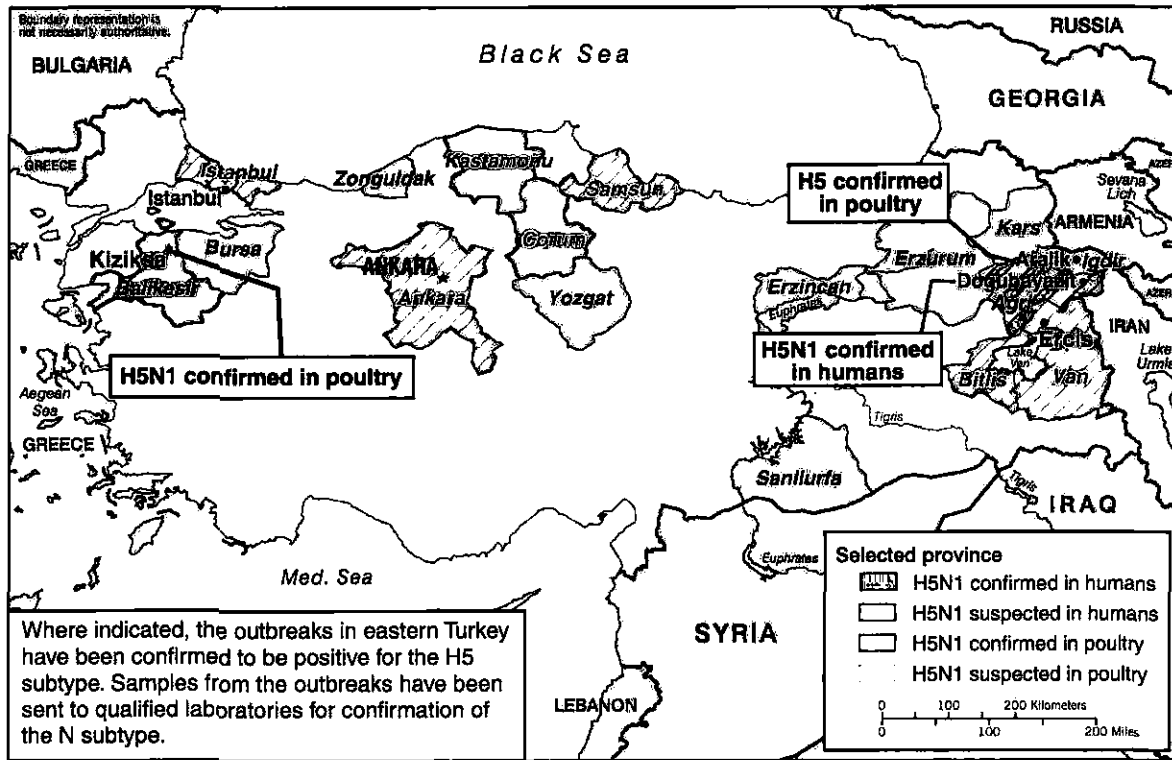 Boundary representation is
not necessarily authoritative.
RUSSIA
BULGARIA
Black Sea
GEORGIA
GREECE
Istanbul
Istanbul
Zonguldak
Kastamonu
Samsun
H5 confirmed
in poultry
AZER
Sevana
Lich
ARMENIA
Kars
Kiziksa
Bursa
Balikesir
ANKARA
Ankara
Corum
Yozgat
Erzurum
Aralik
Igdir
Dogubayazit
Agri
AZER
Erzincan
Euphrates
IRAN
H5N1 confirmed in poultry
H5N1 confirmed
in humans
Ercis
Lake
Van
Bitlis
Van
Lake
Urmi
Aegean
Sea
GREECE
Tigris
Sanliurfa
Tigris
IRAQ
Euphrates
Med. Sea
SYRIA
LEBANON
Where indicated, the outbreaks in eastern Turkey
have been confirmed to be positive for the H5
subtype. Samples from the outbreaks have been
sent to qualified laboratories for confirmation of
the N subtype.
Selected province
H5N1 confirmed in humans
H5N1 suspected in humans
H5N1 confirmed in poultry
H5N1 suspected in poultry
0 100 200 Kilometers
0 100 200 Miles